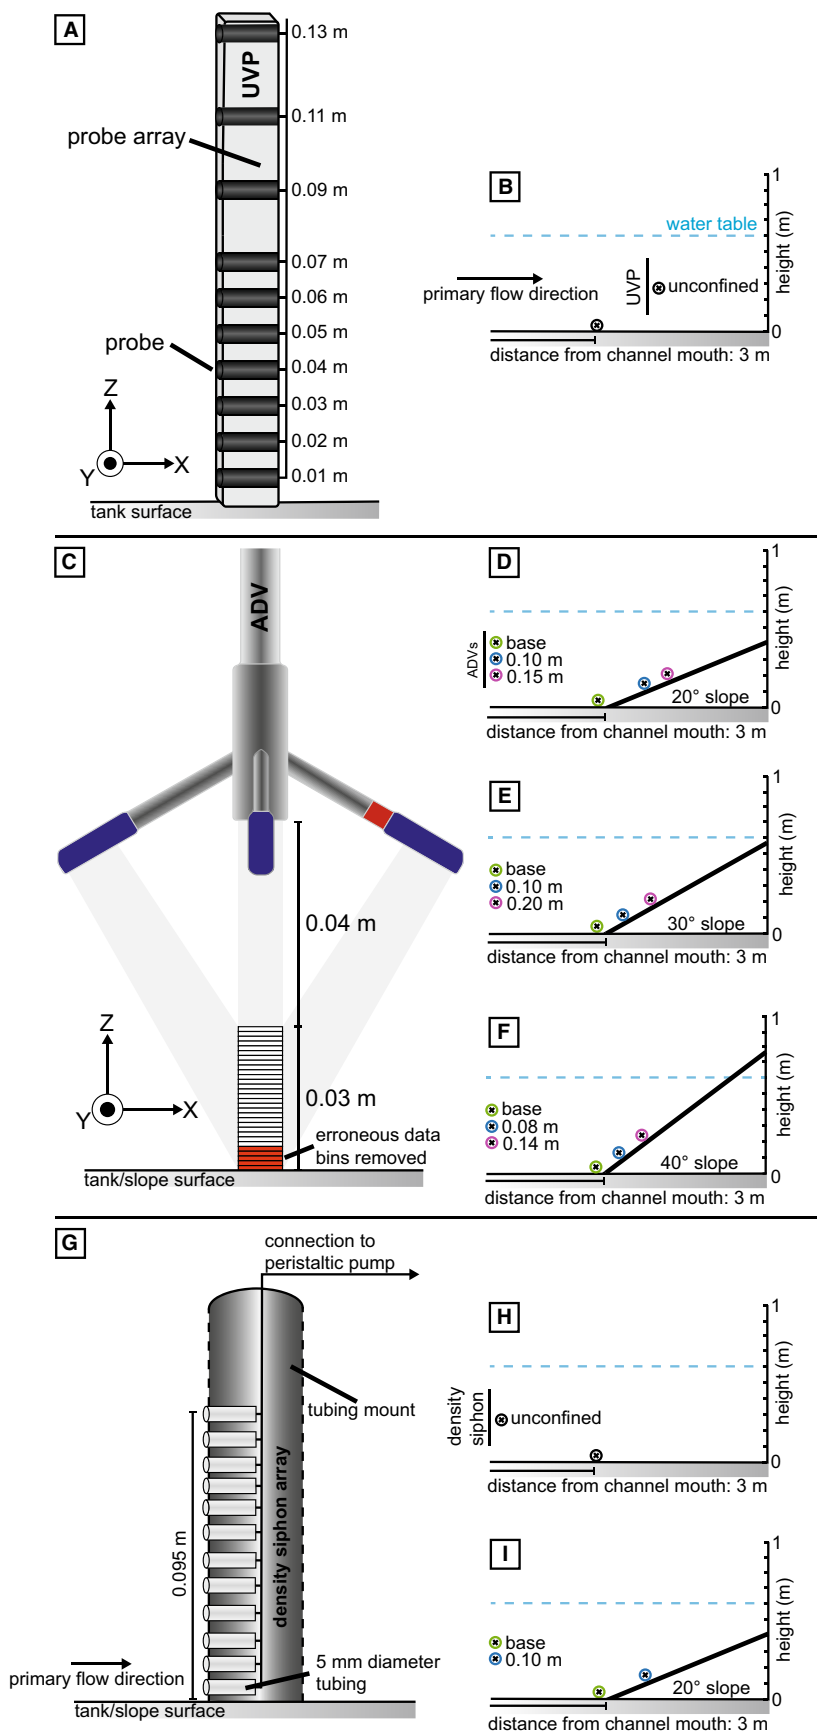 A
UVP
0.13 m
0.11 m
probe array
0.09 m
0.07 m
0.06 m
0.05 m
probe
0.04 m
0.03 m
0.02 m
0.01 m
Z
Y
X
tank surface
B
1
water table
height (m)
UVP
unconfined
primary flow direction
0
distance from channel mouth: 3 m
C
ADV
0.04 m
0.03 m
Z
Y
X
erroneous data
bins removed
tank/slope surface
D
1
height (m)
ADVs
base
0.10 m
0.15 m
20° slope
0
distance from channel mouth: 3 m
E
1
height (m)
base
0.10 m
0.20 m
30° slope
0
distance from channel mouth: 3 m
F
1
height (m)
base
0.08 m
0.14 m
40° slope
0
distance from channel mouth: 3 m
G
connection to
peristaltic pump
tubing mount
density siphon array
0.095 m
5 mm diameter
tubing
primary flow direction
tank/slope surface
H
1
height (m)
density
siphon
unconfined
0
distance from channel mouth: 3 m
I
1
height (m)
base
0.10 m
20° slope
0
distance from channel mouth: 3 m